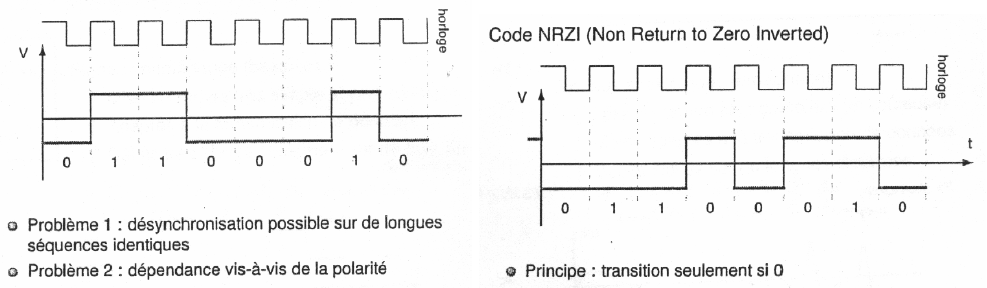 horloge
V
0 1 1 0 0 0 1 0
Problème 1 : désynchronisation possible sur de longues
séquences identiques
Problème 2 : dépendance vis-à-vis de la polarité
Code NRZI (Non Return to Zero Inverted)
horloge
V
t
0 1 1 0 0 0 1 0
Principe : transition seulement si 0